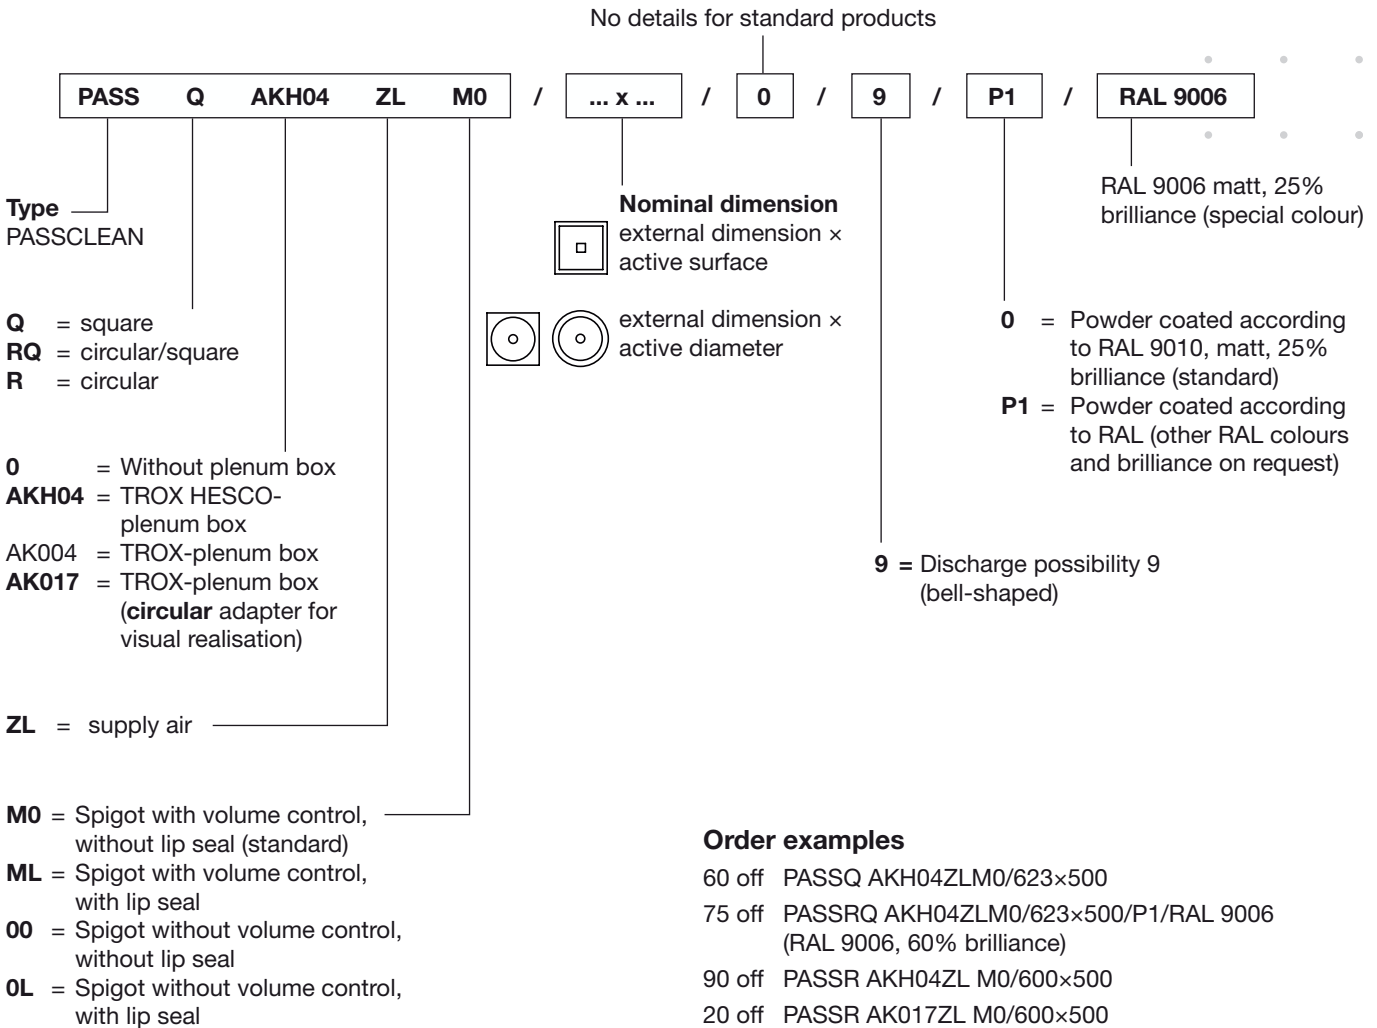 No details for standard products
PASS Q AKH04 ZL M0 / ... x ... / 0 / 9 / P1 / RAL 9006
Type
PASSCLEAN
Q = square
RQ = circular/square
R = circular
0 = Without plenum box
AKH04 = TROX HESCO-
plenum box
AK004 = TROX-plenum box
AK017 = TROX-plenum box
(circular adapter for
visual realisation)
ZL = supply air
M0 = Spigot with volume control,
without lip seal (standard)
ML = Spigot with volume control,
with lip seal
00 = Spigot without volume control,
without lip seal
0L = Spigot without volume control,
with lip seal
Nominal dimension
external dimension ×
active surface
external dimension ×
active diameter
9 = Discharge possibility 9
(bell-shaped)
0 = Powder coated according
to RAL 9010, matt, 25%
brilliance (standard)
P1 = Powder coated according
to RAL (other RAL colours
and brilliance on request)
RAL 9006 matt, 25%
brilliance (special colour)
Order examples
60 off PASSQ AKH04ZLM0/623×500
75 off PASSRQ AKH04ZLM0/623×500/P1/RAL 9006
(RAL 9006, 60% brilliance)
90 off PASSR AKH04ZL M0/600×500
20 off PASSR AK017ZL M0/600×500